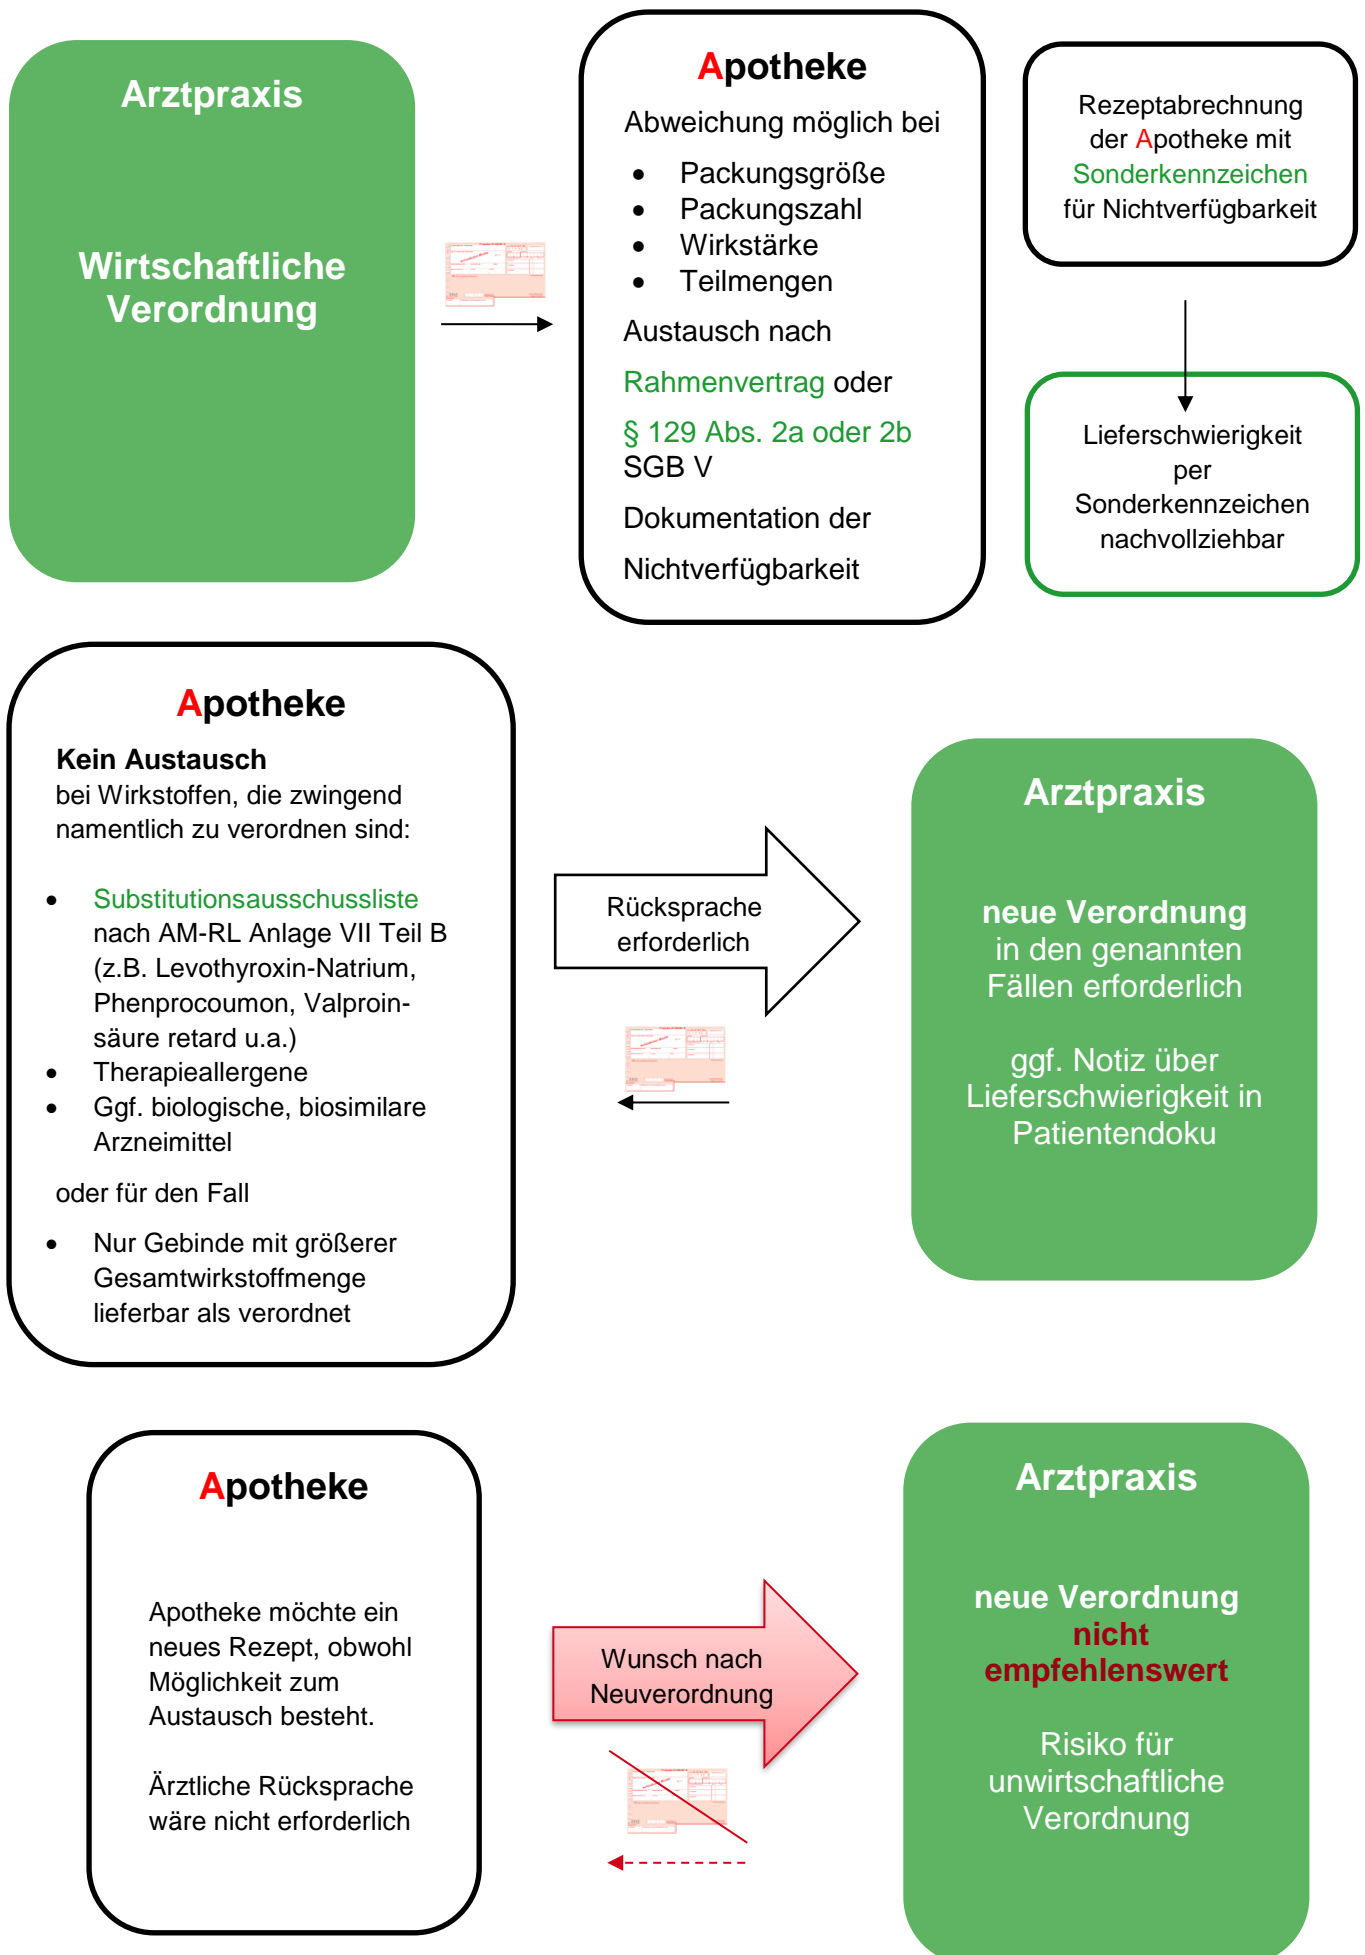 Arztpraxis
Wirtschaftliche
Verordnung
Apotheke
Abweichung möglich bei
• Packungsgröße
• Packungszahl
• Wirkstärke
• Teilmengen
Austausch nach
Rahmenvertrag oder
§ 129 Abs. 2a oder 2b
SGB V
Dokumentation der
Nichtverfügbarkeit
Rezeptabrechnung
der Apotheke mit
Sonderkennzeichen
für Nichtverfügbarkeit
Lieferschwierigkeit
per
Sonderkennzeichen
nachvollziehbar
Apotheke
Kein Austausch
bei Wirkstoffen, die zwingend
namentlich zu verordnen sind:
• Substitutionsausschussliste
nach AM-RL Anlage VII Teil B
(z.B. Levothyroxin-Natrium,
Phenprocoumon, Valproin-
säure retard u.a.)
• Therapieallergene
• Ggf. biologische, biosimilare
Arzneimittel
oder für den Fall
• Nur Gebinde mit größerer
Gesamtwirkstoffmenge
lieferbar als verordnet
Rücksprache
erforderlich
Arztpraxis
neue Verordnung
in den genannten
Fällen erforderlich
ggf. Notiz über
Lieferschwierigkeit in
Patientendoku
Apotheke
Apotheke möchte ein
neues Rezept, obwohl
Möglichkeit zum
Austausch besteht.
Ärztliche Rücksprache
wäre nicht erforderlich
Wunsch nach
Neuverordnung
Arztpraxis
neue Verordnung
nicht
empfehlenswert
Risiko für
unwirtschaftliche
Verordnung